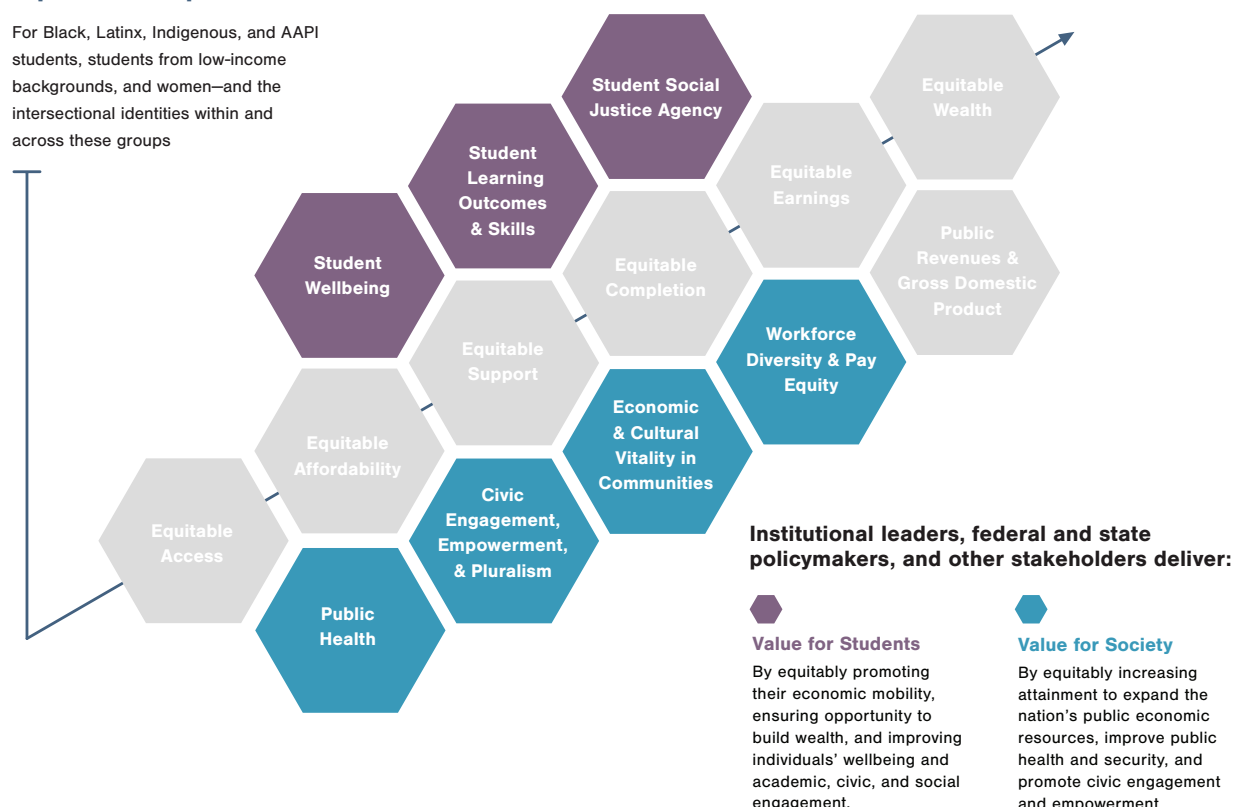 For Black, Latinx, Indigenous, and AAPI
students, students from low-income
backgrounds, and women—and the
intersectional identities within and
across these groups
Student Social
Justice Agency
Equitable
Wealth
Student
Learning
Outcomes
& Skills
Equitable
Earnings
Student
Wellbeing
Equitable
Completion
Public
Revenues &
Gross Domestic
Product
Equitable
Support
Workforce
Diversity & Pay
Equity
Equitable
Affordability
Economic
& Cultural
Vitality in
Communities
Equitable
Access
Civic
Engagement,
Empowerment,
& Pluralism
Public
Health
Institutional leaders, federal and state
policymakers, and other stakeholders deliver:
Value for Students
By equitably promoting
their economic mobility,
ensuring opportunity to
build wealth, and improving
individuals’ wellbeing and
academic, civic, and social
engagement.
Value for Society
By equitably increasing
attainment to expand the
nation’s public economic
resources, improve public
health and security, and
promote civic engagement
and empowerment